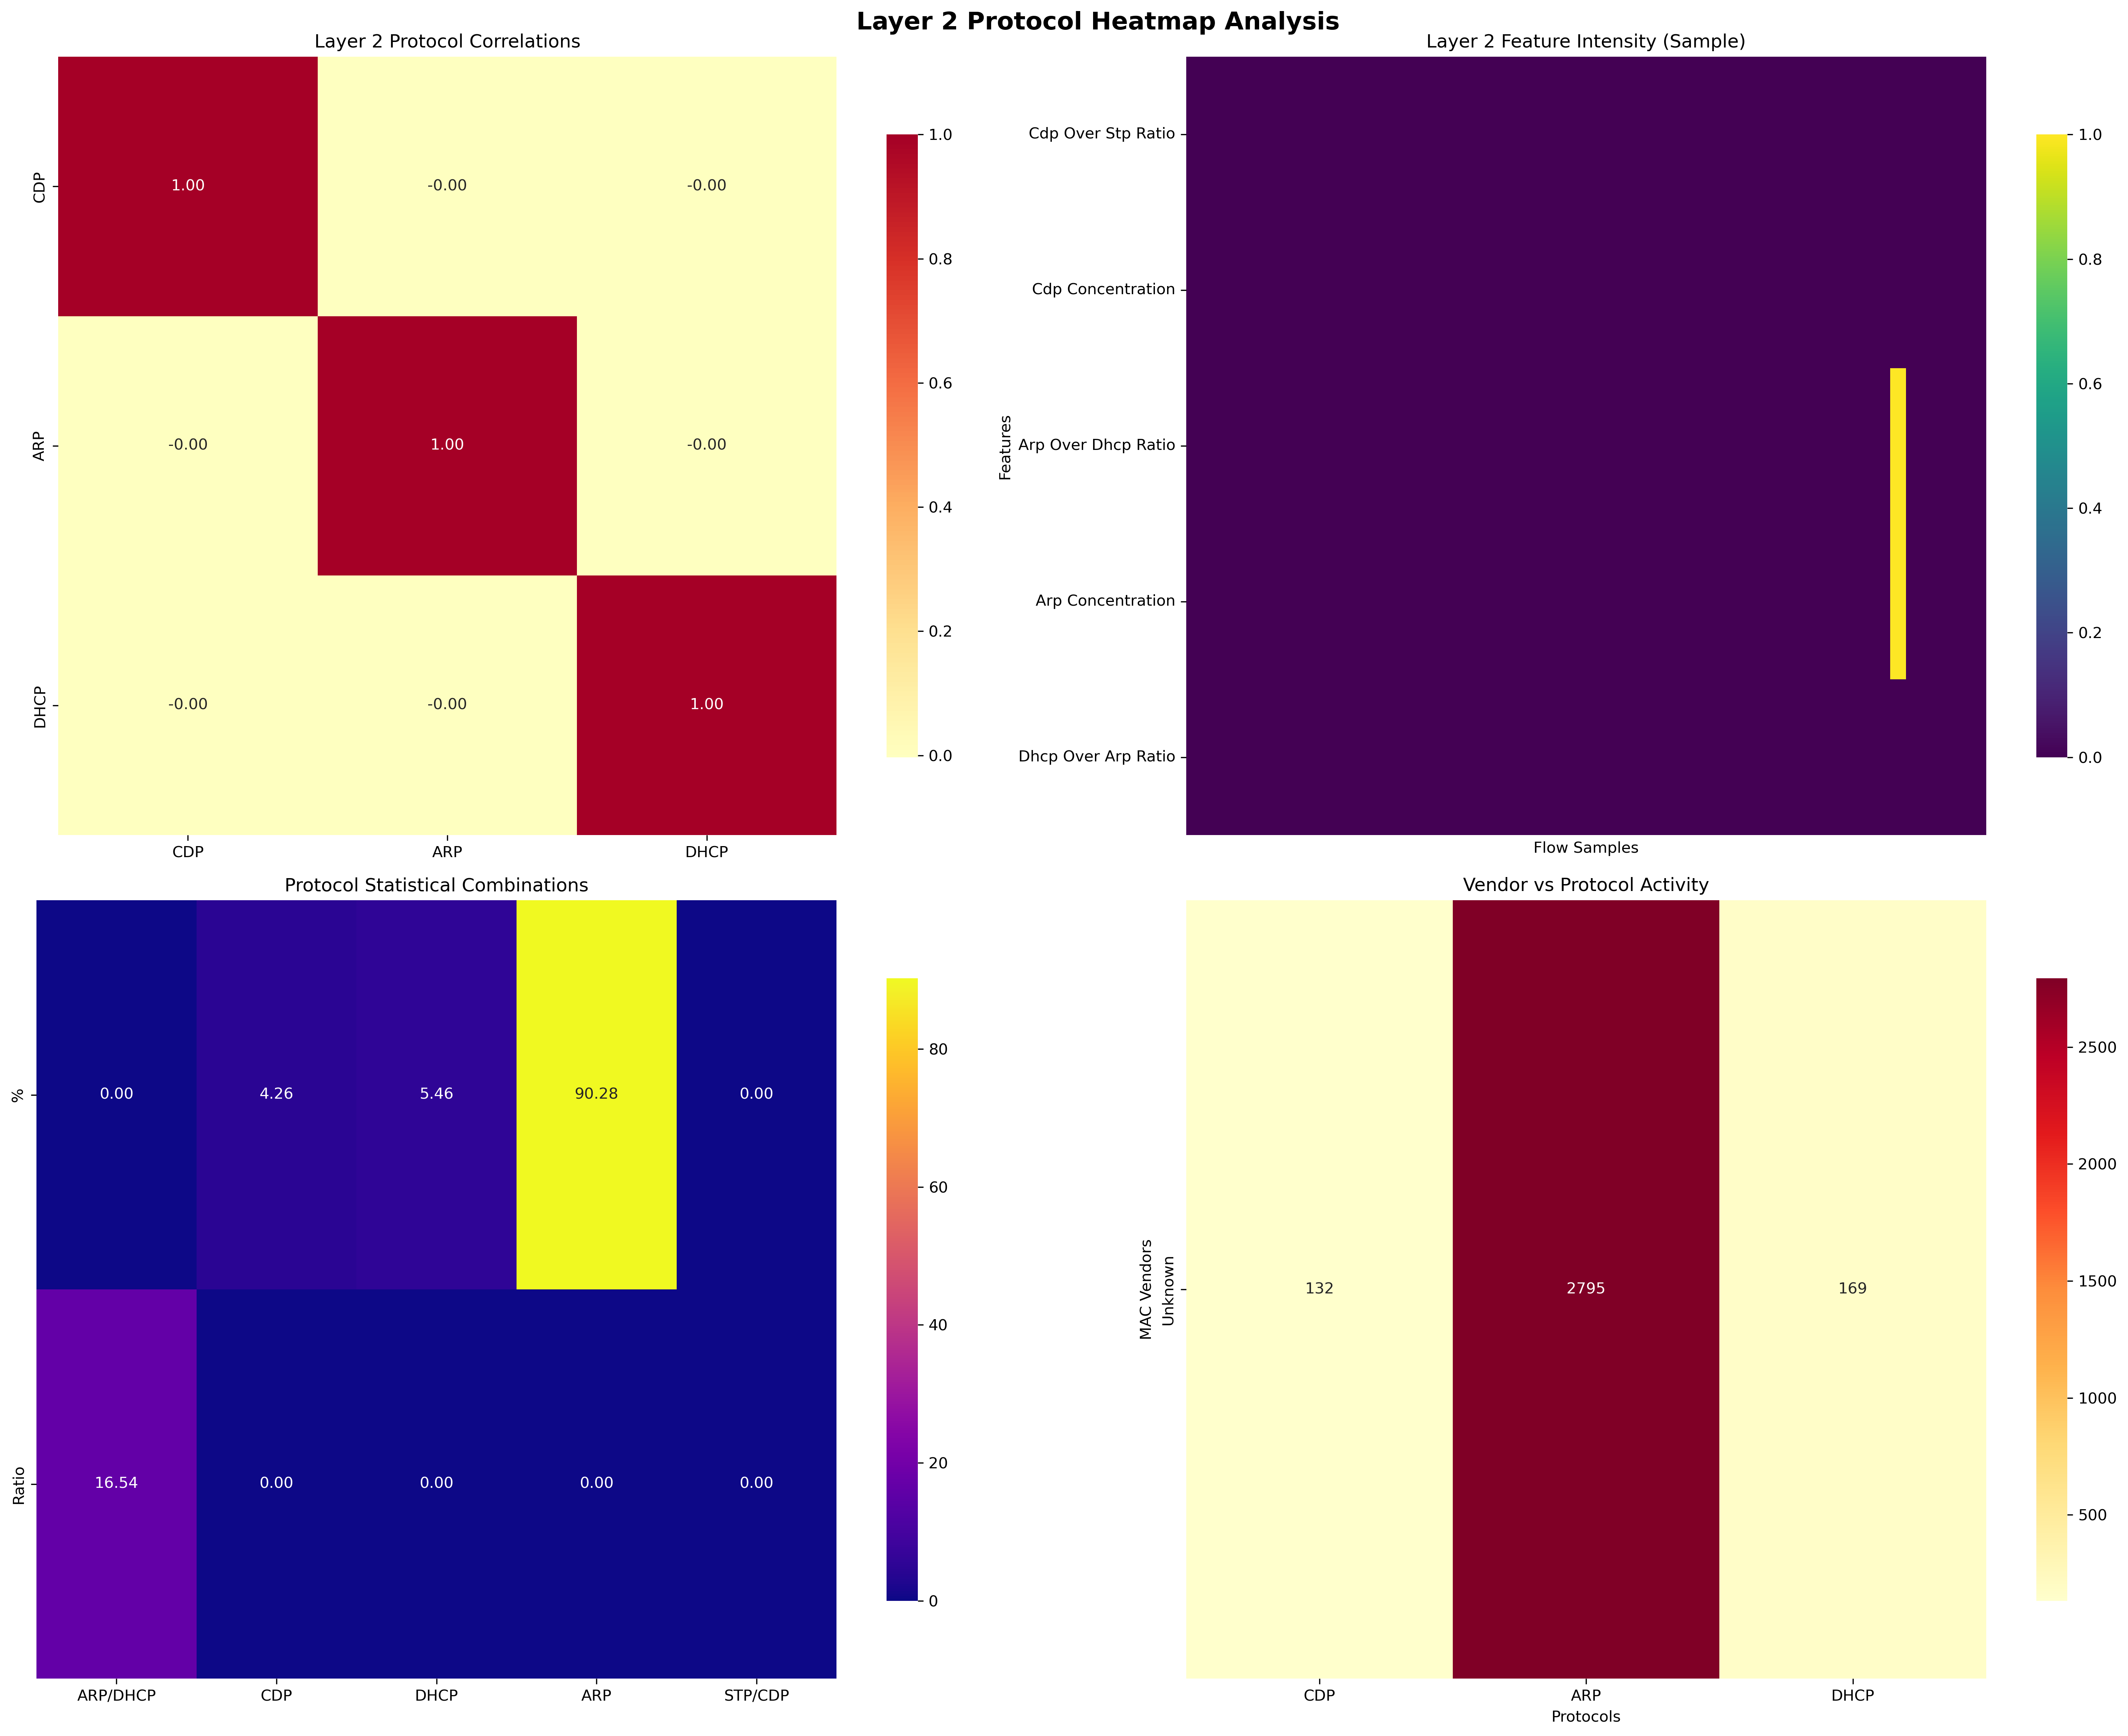 Layer 2 Protocol Heatmap Analysis
Layer 2 Protocol Correlations
CDP
ARP
DHCP
1.00
-0.00
-0.00
-0.00
1.00
-0.00
-0.00
-0.00
1.00
CDP
ARP
DHCP
1.0
0.8
0.6
0.4
0.2
0.0
Layer 2 Feature Intensity (Sample)
Features
Cdp Over Stp Ratio
Cdp Concentration
Arp Over Dhcp Ratio
Arp Concentration
Dhcp Over Arp Ratio
Flow Samples
1.0
0.8
0.6
0.4
0.2
0.0
Protocol Statistical Combinations
%
Ratio
0.00
4.26
5.46
90.28
0.00
16.54
0.00
0.00
0.00
0.00
ARP/DHCP
CDP
DHCP
ARP
STP/CDP
80
60
40
20
0
Vendor vs Protocol Activity
MAC Vendors
Unknown
132
2795
169
CDP
ARP
DHCP
Protocols
2500
2000
1500
1000
500